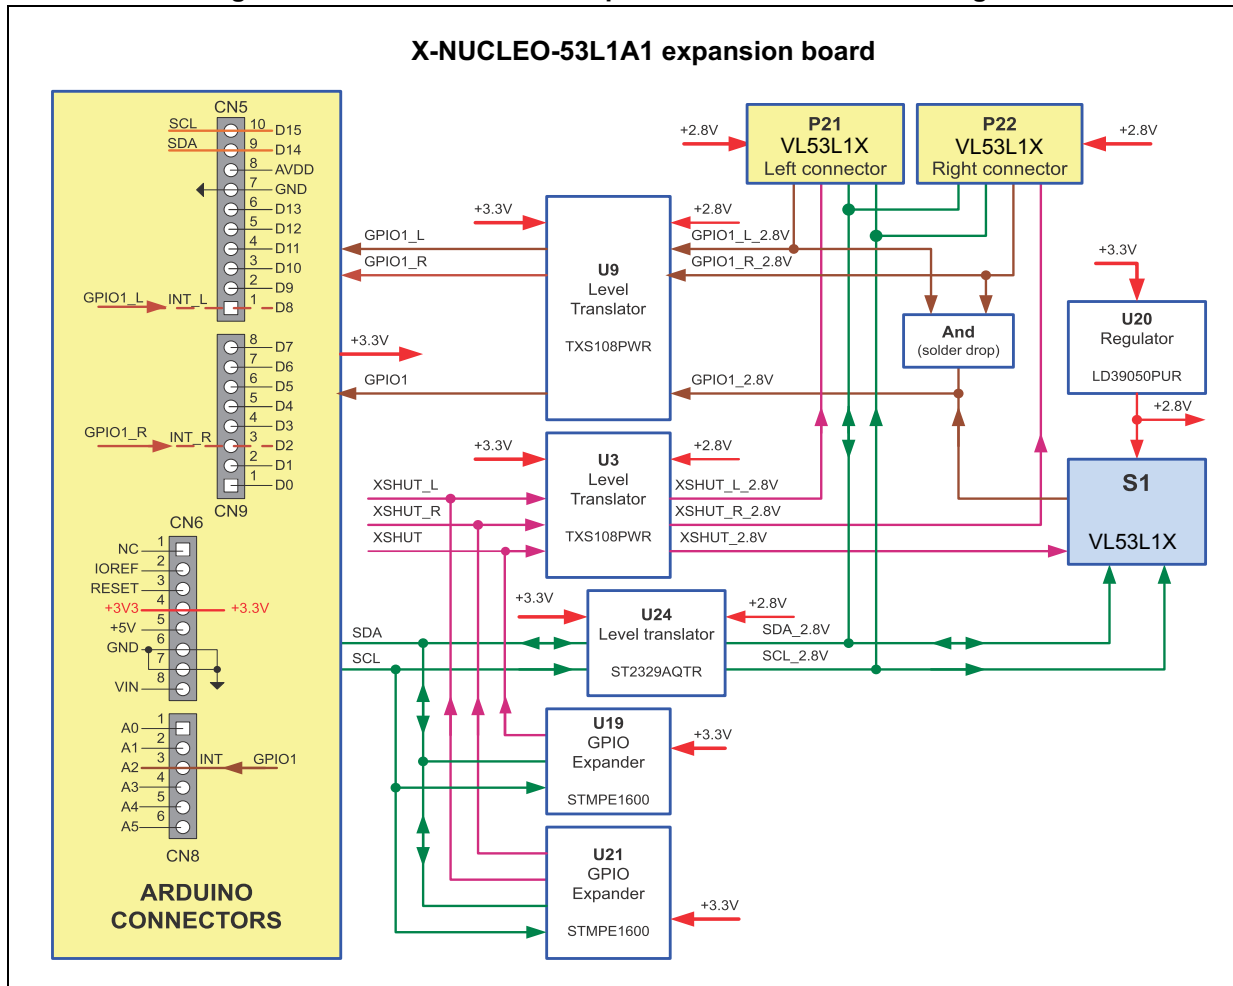 X-NUCLEO-53L1A1 expansion board
CN5
SCL 10 D15
SDA 9 D14
8 AVDD
7 GND
6 D13
5 D12
4 D11
3 D10
2 D9
GPIO1_L INT_L 1 D8
8 D7
7 D6
6 D5
5 D4
4 D3
GPIO1_R INT_R 3 D2
2 D1
1 D0
CN9
CN6
NC 1
IOREF 2
RESET 3
+3V3 4 +3.3V
+5V 5
GND 6
7
VIN 8
A0 1
A1 2
A2 3 INT GPIO1
A3 4
A4 5
A5 6
CN8
ARDUINO
CONNECTORS
GPIO1_L
GPIO1_R
+3.3V
GPIO1
+3.3V
U9
Level
Translator
TXS108PWR
+2.8V
GPIO1_L_2.8V
GPIO1_R_2.8V
GPIO1_2.8V
+2.8V
P21
VL53L1X
Left connector
P22
VL53L1X
Right connector
+2.8V
And
(solder drop)
+3.3V
U20
Regulator
LD39050PUR
+2.8V
S1
VL53L1X
+3.3V
XSHUT_L
XSHUT_R
XSHUT
U3
Level
Translator
TXS108PWR
+2.8V
XSHUT_L_2.8V
XSHUT_R_2.8V
XSHUT_2.8V
SDA
SCL
+3.3V
U24
Level translator
ST2329AQTR
+2.8V
SDA_2.8V
SCL_2.8V
U19
GPIO
Expander
STMPE1600
+3.3V
U21
GPIO
Expander
STMPE1600
+3.3V